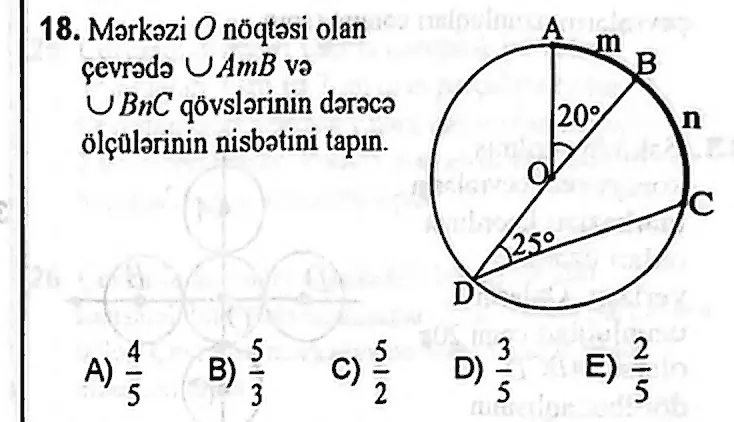 18. Mərkəzi O nöqtəsi olan
çevrədə ∪AmB və
∪BnC qövslərinin dərəcə
ölçülərinin nisbətini tapın.
A
m
B
20°
n
O
C
25°
D
A) 4/5 B) 5/3 C) 5/2 D) 3/5 E) 2/5